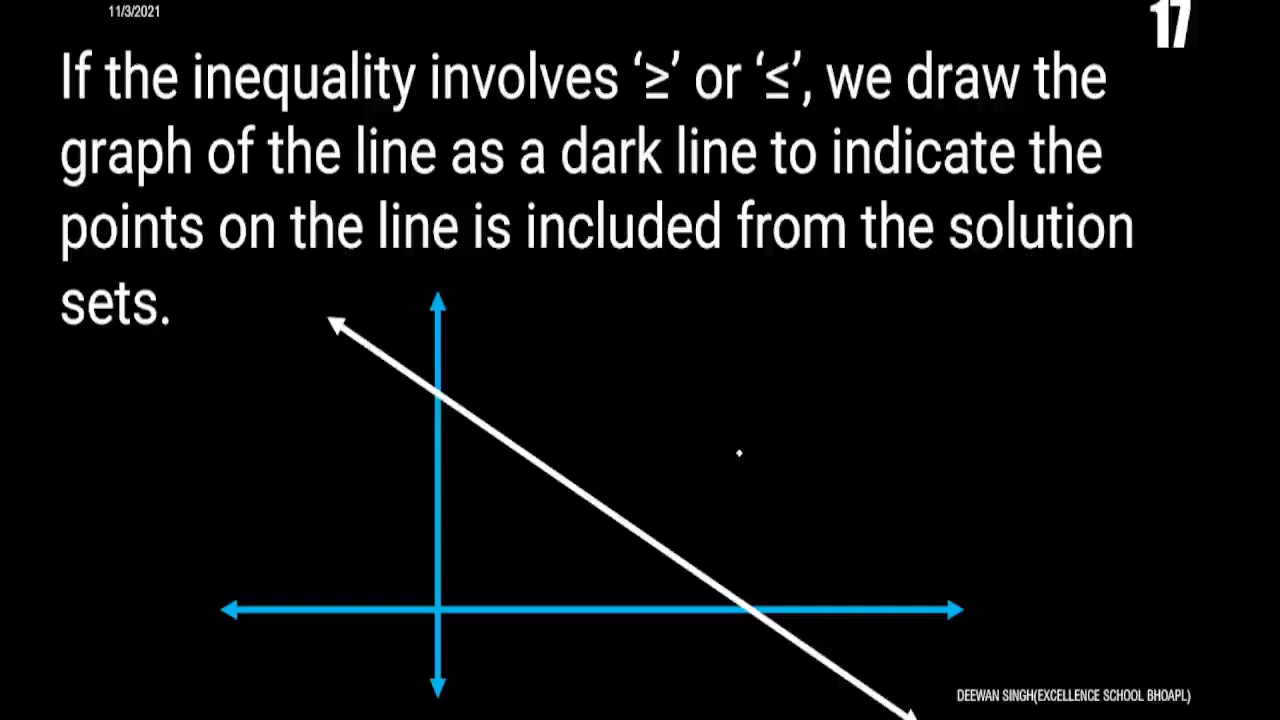 11/3/2021
17
If the inequality involves ‘≥’ or ‘≤’, we draw the
graph of the line as a dark line to indicate the
points on the line is included from the solution
sets.
DEEWAN SINGH(EXCELLENCE SCHOOL BHOAPL)